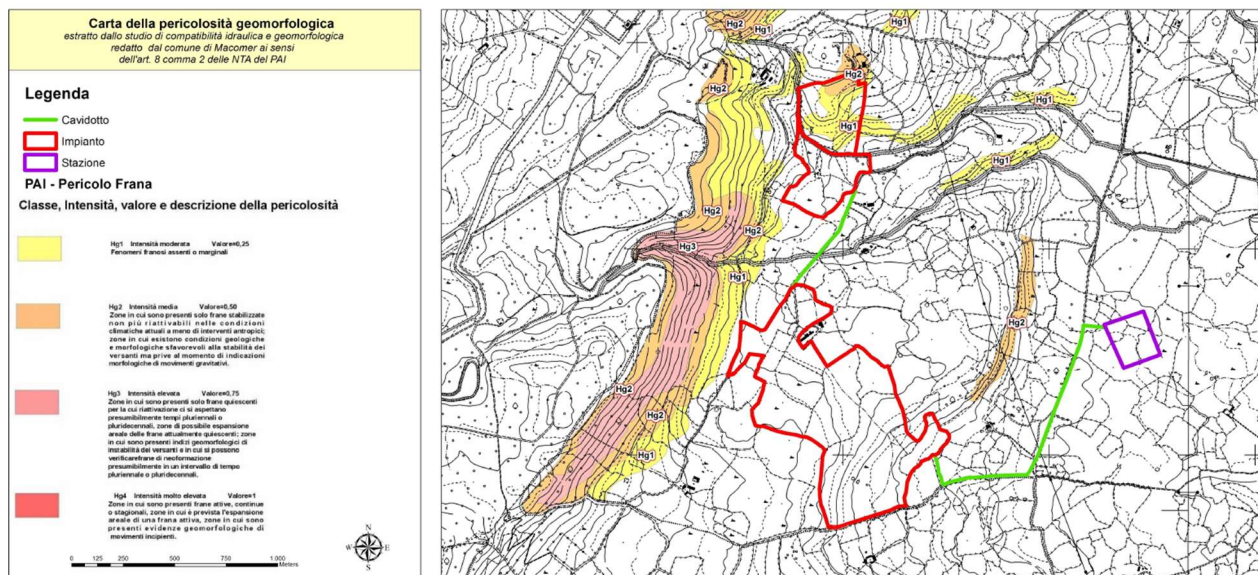 Carta della pericolosità geomorfologica
estratto dallo studio di compatibilità idraulica e geomorfologica
redatto dal comune di Macomer ai sensi
dell'art. 8 comma 2 delle NTA del PAI
Legenda
Cavidotto
Impianto
Stazione
PAI - Pericolo Frana
Classe, Intensità, valore e descrizione della pericolosità
Hg1 Intensità moderata Valore=0,25
Fenomeni franosi assenti o marginali
Hg2 Intensità media Valore=0,50
Zone in cui sono presenti solo frane stabilizzate
non più riattivabili nelle condizioni
climatiche attuali a meno di interventi antropici;
zone in cui esistono condizioni geologiche
e morfologiche sfavorevoli alla stabilità dei
versanti ma prive al momento di indicazioni
morfologiche di movimenti gravitativi.
Hg3 Intensità elevata Valore=0,75
Zone in cui sono presenti solo frane quiescenti
per la cui riattivazione ci si aspettano
presumibilmente tempi pluriennali o
pluridecennali, zone di possibile espansione
areale delle frane attualmente quiescenti; zone
in cui sono presenti indizi geomorfologici di
instabilità dei versanti e in cui si possono
verificarefrane di neoformazione
presumibilmente in un intervallo di tempo
pluriennale o pluridecennali.
Hg4 Intensità molto elevata Valore=1
Zone in cui sono presenti frane attive, continue
o stagionali, zone in cui è prevista l'espansione
areale di una frana attiva, zone in cui sono
presenti evidenze geomorfologiche di
movimenti incipienti.
N
W E
S
0 125 250 500 750 1.000
Meters
Hg2
Hg1
Hg1
Hg2
Hg2
Hg1
Hg1
Hg1
Hg2
Hg2
Hg3
Hg1
Hg2
Hg2
Hg2
Hg1